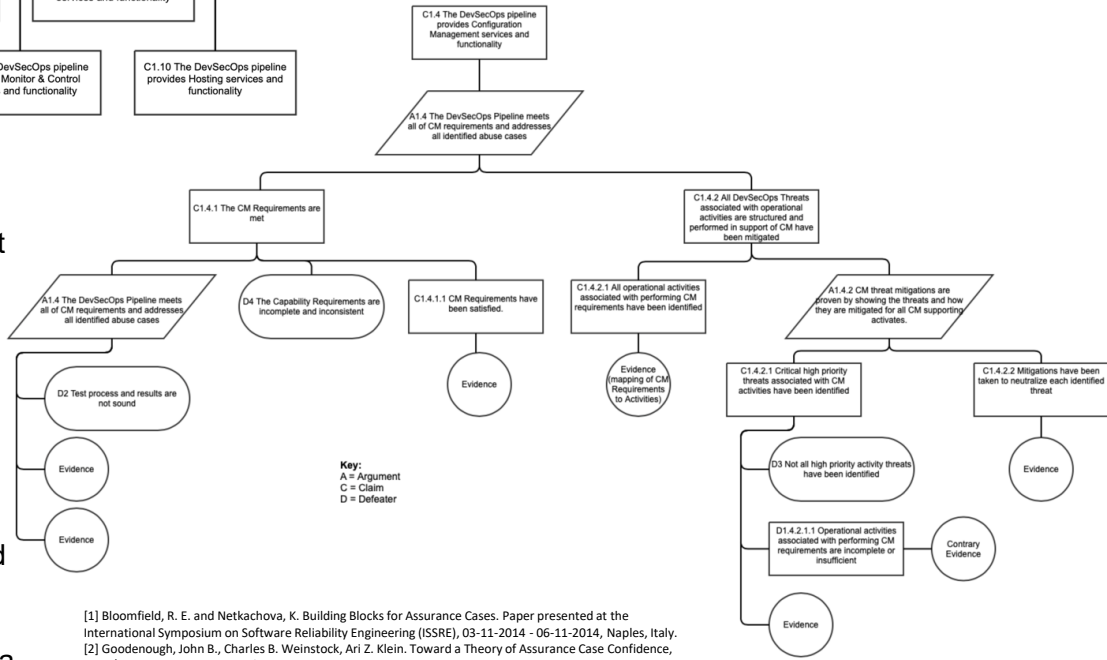 services and functionality
DevSecOps pipeline
Monitor & Control
and functionality
C1.10 The DevSecOps pipeline
provides Hosting services and
functionality
C1.4 The DevSecOps pipeline
provides Configuration
Management services and
functionality
A1.4 The DevSecOps Pipeline meets
all of CM requirements and addresses
all identified abuse cases
C1.4.1 The CM Requirements are
met
C1.4.2 All DevSecOps Threats
associated with operational
activities are structured and
performed in support of CM have
been mitigated
A1.4 The DevSecOps Pipeline meets
all of CM requirements and addresses
all identified abuse cases
D4 The Capability Requirements are
incomplete and inconsistent
C1.4.1.1 CM Requirements have
been satisfied.
C1.4.2.1 All operational activities
associated with performing CM
requirements have been identified
A1.4.2 CM threat mitigations are
proven by showing the threats and how
they are mitigated for all CM supporting
activates.
D2 Test process and results are
not sound
Evidence
Evidence
Evidence
Evidence
(mapping of CM
Requirements
to Activities)
C1.4.2.1 Critical high priority
threats associated with CM
activities have been identified
C1.4.2.2 Mitigations have been
taken to neutralize each identified
threat
D3 Not all high priority activity threats
have been identified
Evidence
D1.4.2.1.1 Operational activities
associated with performing CM
requirements are incomplete or
insufficient
Contrary
Evidence
Evidence
Key:
A = Argument
C = Claim
D = Defeater
t
d
[1] Bloomfield, R. E. and Netkachova, K. Building Blocks for Assurance Cases. Paper presented at the
International Symposium on Software Reliability Engineering (ISSRE), 03-11-2014 - 06-11-2014, Naples, Italy.
[2] Goodenough, John B., Charles B. Weinstock, Ari Z. Klein. Toward a Theory of Assurance Case Confidence,